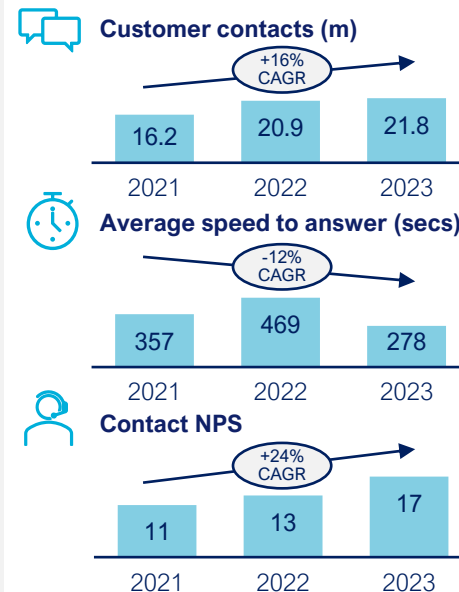 Customer contacts (m)
+16%
CAGR
16.2 20.9 21.8
2021 2022 2023
Average speed to answer (secs)
-12%
CAGR
357 469 278
2021 2022 2023
Contact NPS
+24%
CAGR
11 13 17
2021 2022 2023